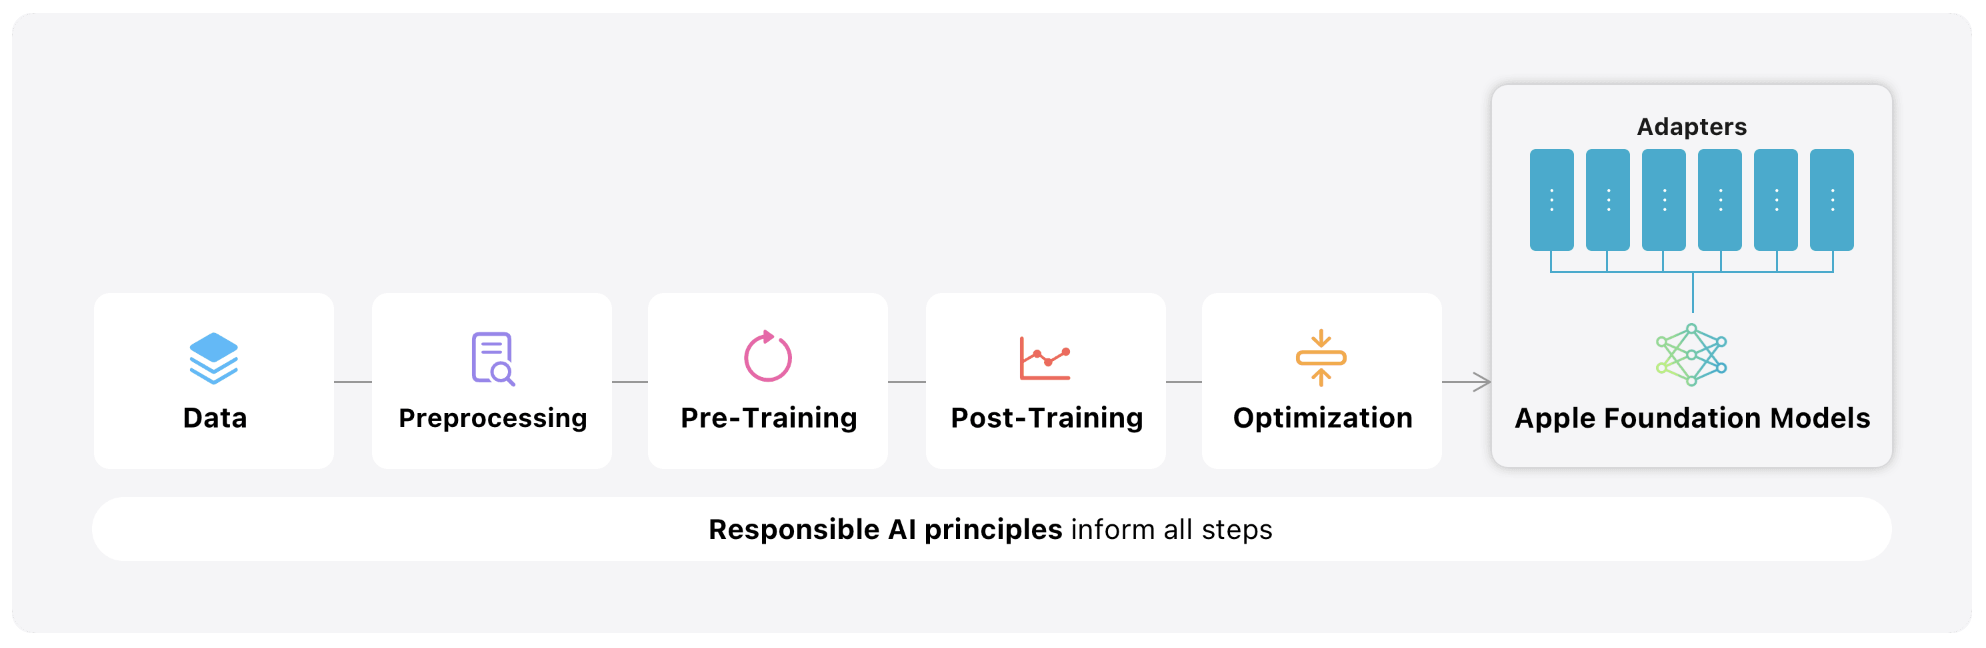 Adapters
Data
Preprocessing
Pre-Training
Post-Training
Optimization
Apple Foundation Models
Responsible AI principles inform all steps